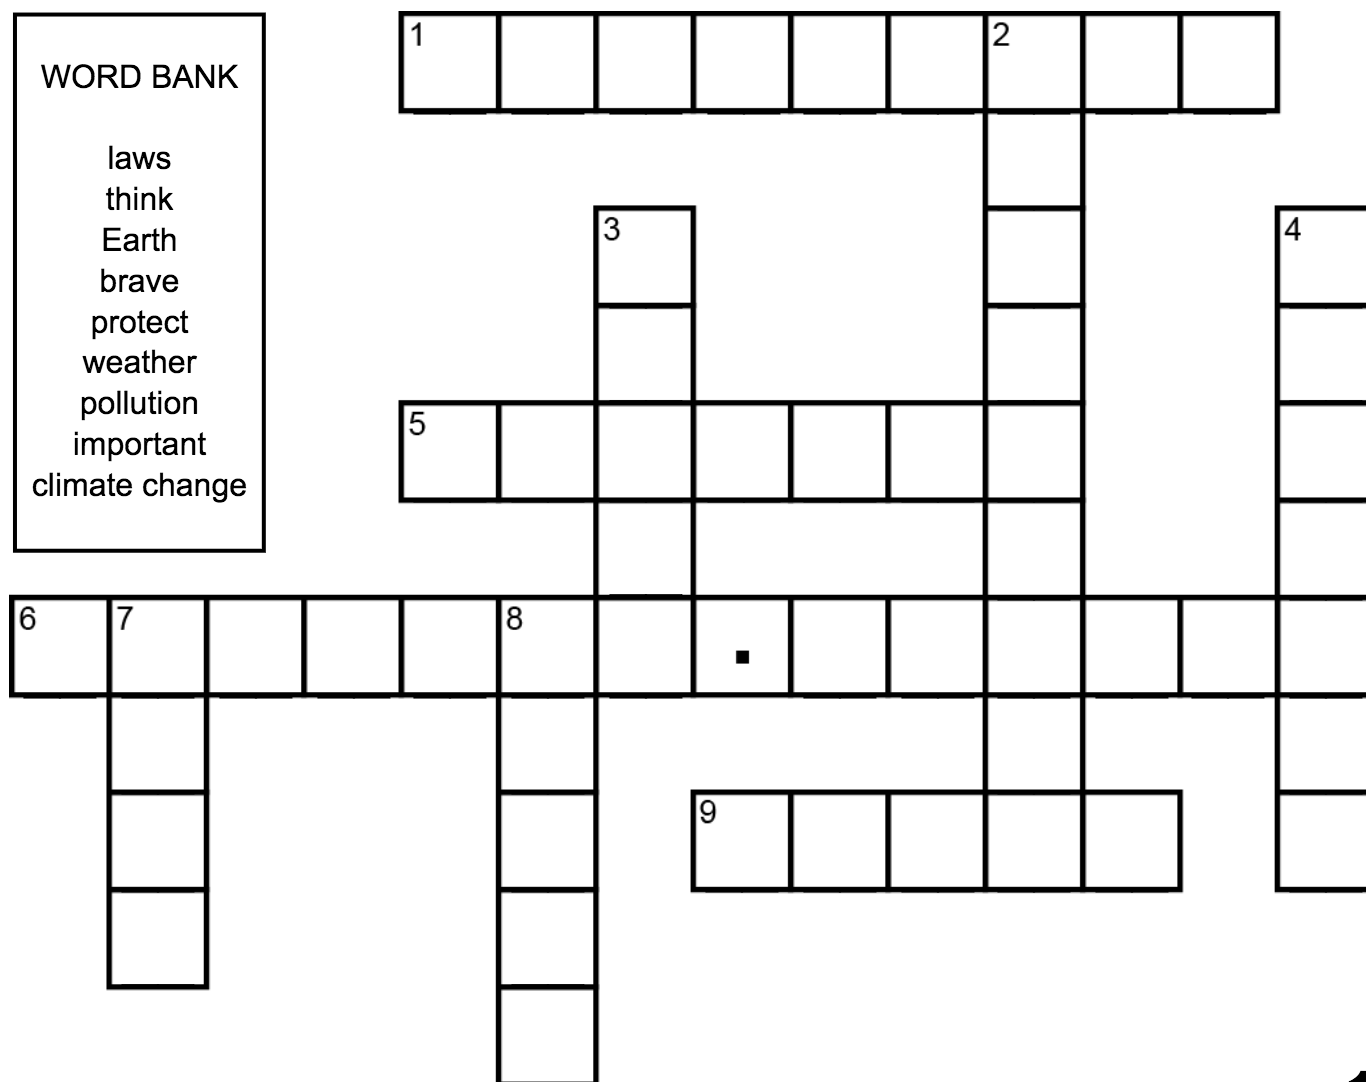 WORD BANK
laws
think
Earth
brave
protect
weather
pollution
important
climate change
1
2
3
4
5
6
7
8
9